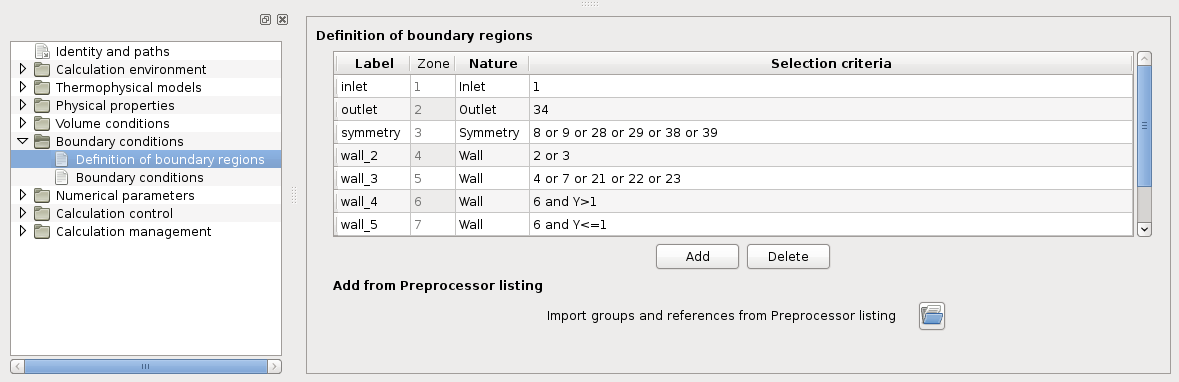 Identity and paths
Calculation environment
Thermophysical models
Physical properties
Volume conditions
Boundary conditions
Definition of boundary regions
Boundary conditions
Numerical parameters
Calculation control
Calculation management
Definition of boundary regions
Label Zone Nature Selection criteria
inlet 1 Inlet 1
outlet 2 Outlet 34
symmetry 3 Symmetry 8 or 9 or 28 or 29 or 38 or 39
wall_2 4 Wall 2 or 3
wall_3 5 Wall 4 or 7 or 21 or 22 or 23
wall_4 6 Wall 6 and Y>1
wall_5 7 Wall 6 and Y<=1
Add Delete
Add from Preprocessor listing
Import groups and references from Preprocessor listing